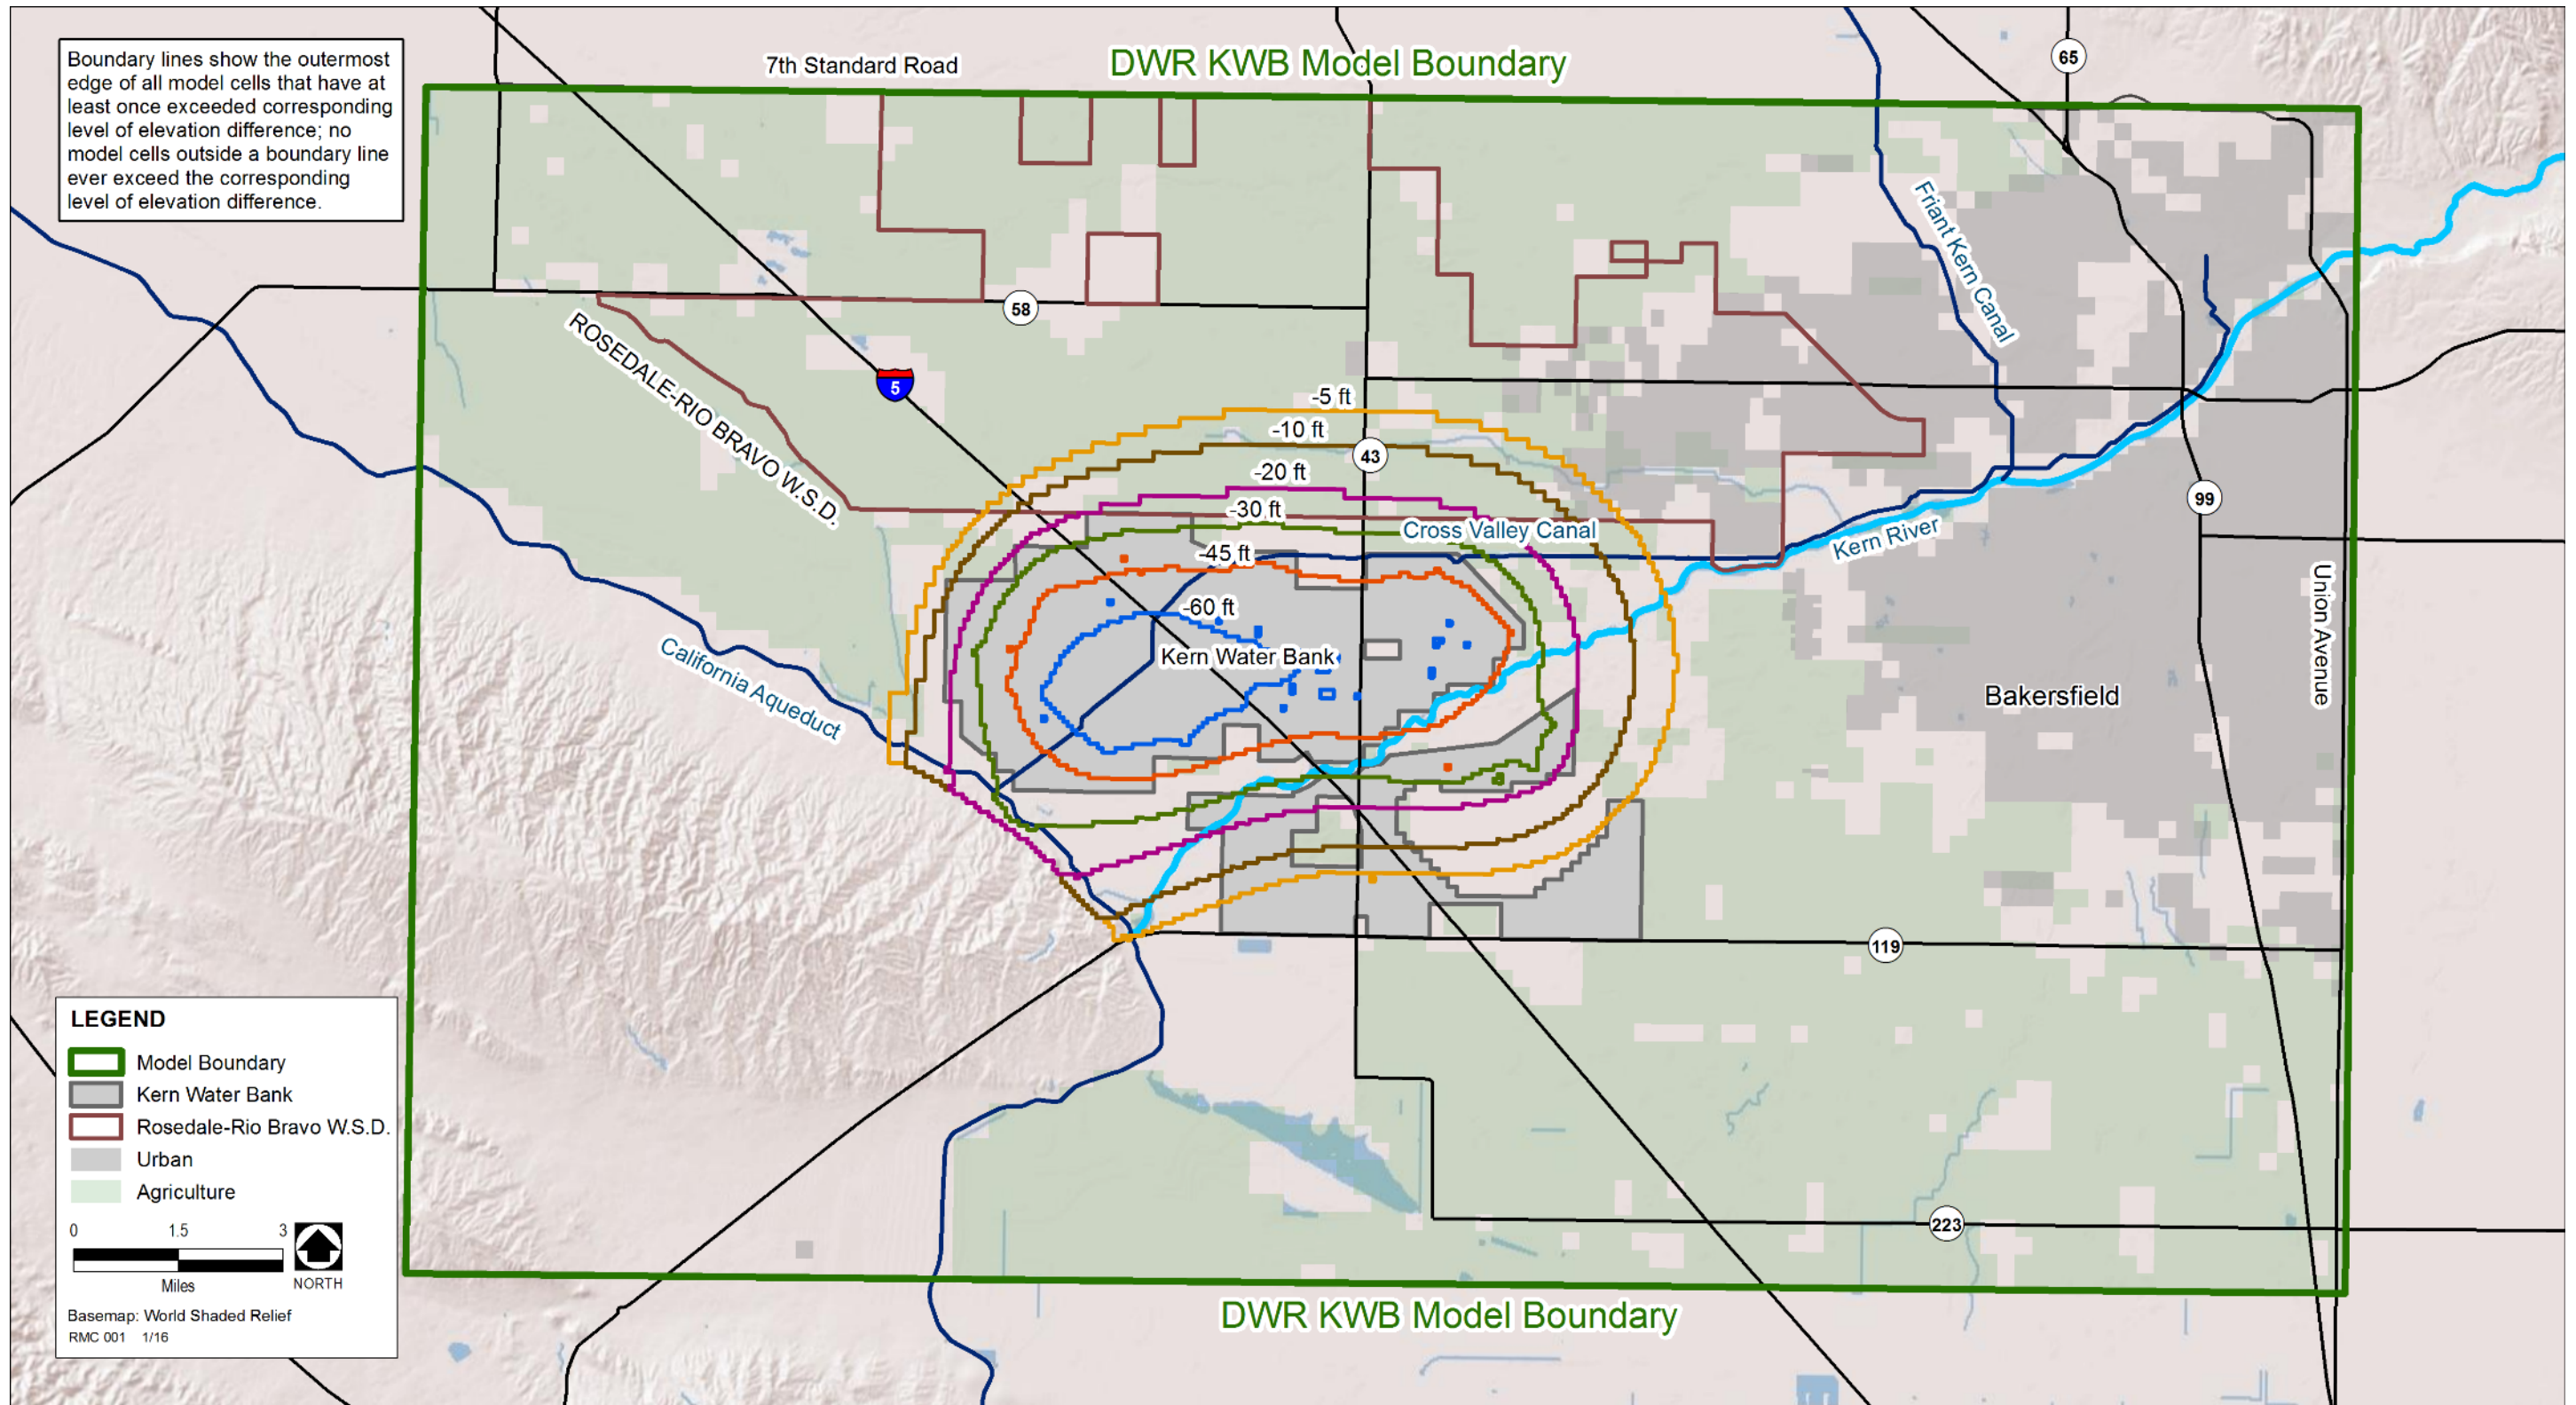 Boundary lines show the outermost
edge of all model cells that have at
least once exceeded corresponding
level of elevation difference; no
model cells outside a boundary line
ever exceed the corresponding
level of elevation difference.
7th Standard Road
DWR KWB Model Boundary
65
Friant Kern Canal
58
ROSEDALE-RIO BRAVO W.S.D.
5
-5 ft
-10 ft
43
-20 ft
-30 ft
99
Cross Valley Canal
Kern River
-45 ft
-60 ft
Union Avenue
Kern Water Bank
California Aqueduct
Bakersfield
119
223
DWR KWB Model Boundary
LEGEND
Model Boundary
Kern Water Bank
Rosedale-Rio Bravo W.S.D.
Urban
Agriculture
0 1.5 3
Miles
NORTH
Basemap: World Shaded Relief
RMC 001 1/16